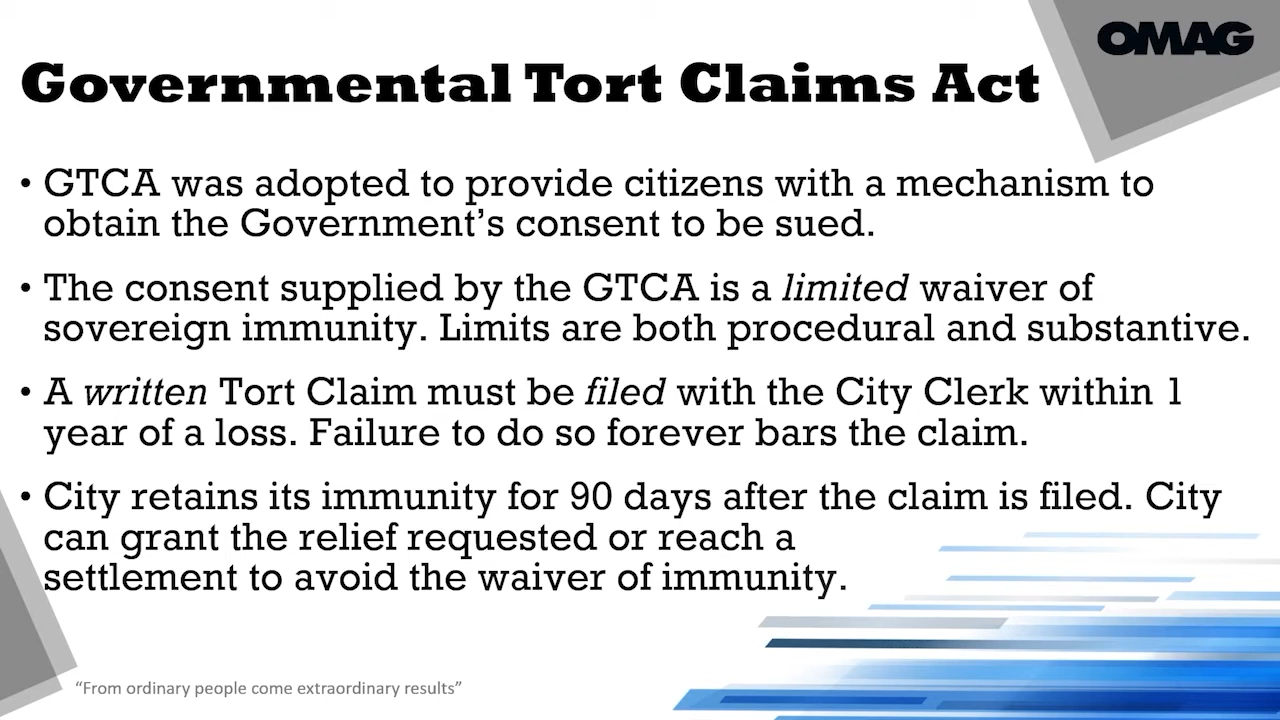 OMAG
Governmental Tort Claims Act
• GTCA was adopted to provide citizens with a mechanism to
obtain the Government’s consent to be sued.
• The consent supplied by the GTCA is a limited waiver of
sovereign immunity. Limits are both procedural and substantive.
• A written Tort Claim must be filed with the City Clerk within 1
year of a loss. Failure to do so forever bars the claim.
• City retains its immunity for 90 days after the claim is filed. City
can grant the relief requested or reach a
settlement to avoid the waiver of immunity.
“From ordinary people come extraordinary results”